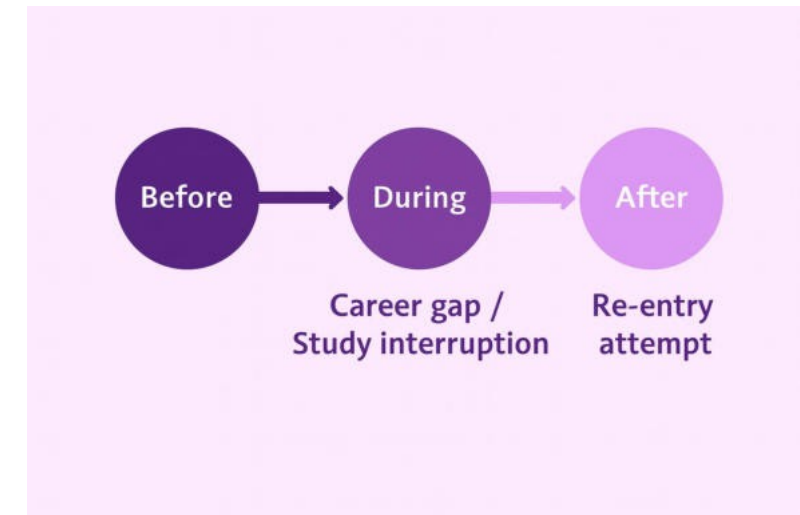 Before
During
After
Career gap /
Study interruption
Re-entry
attempt